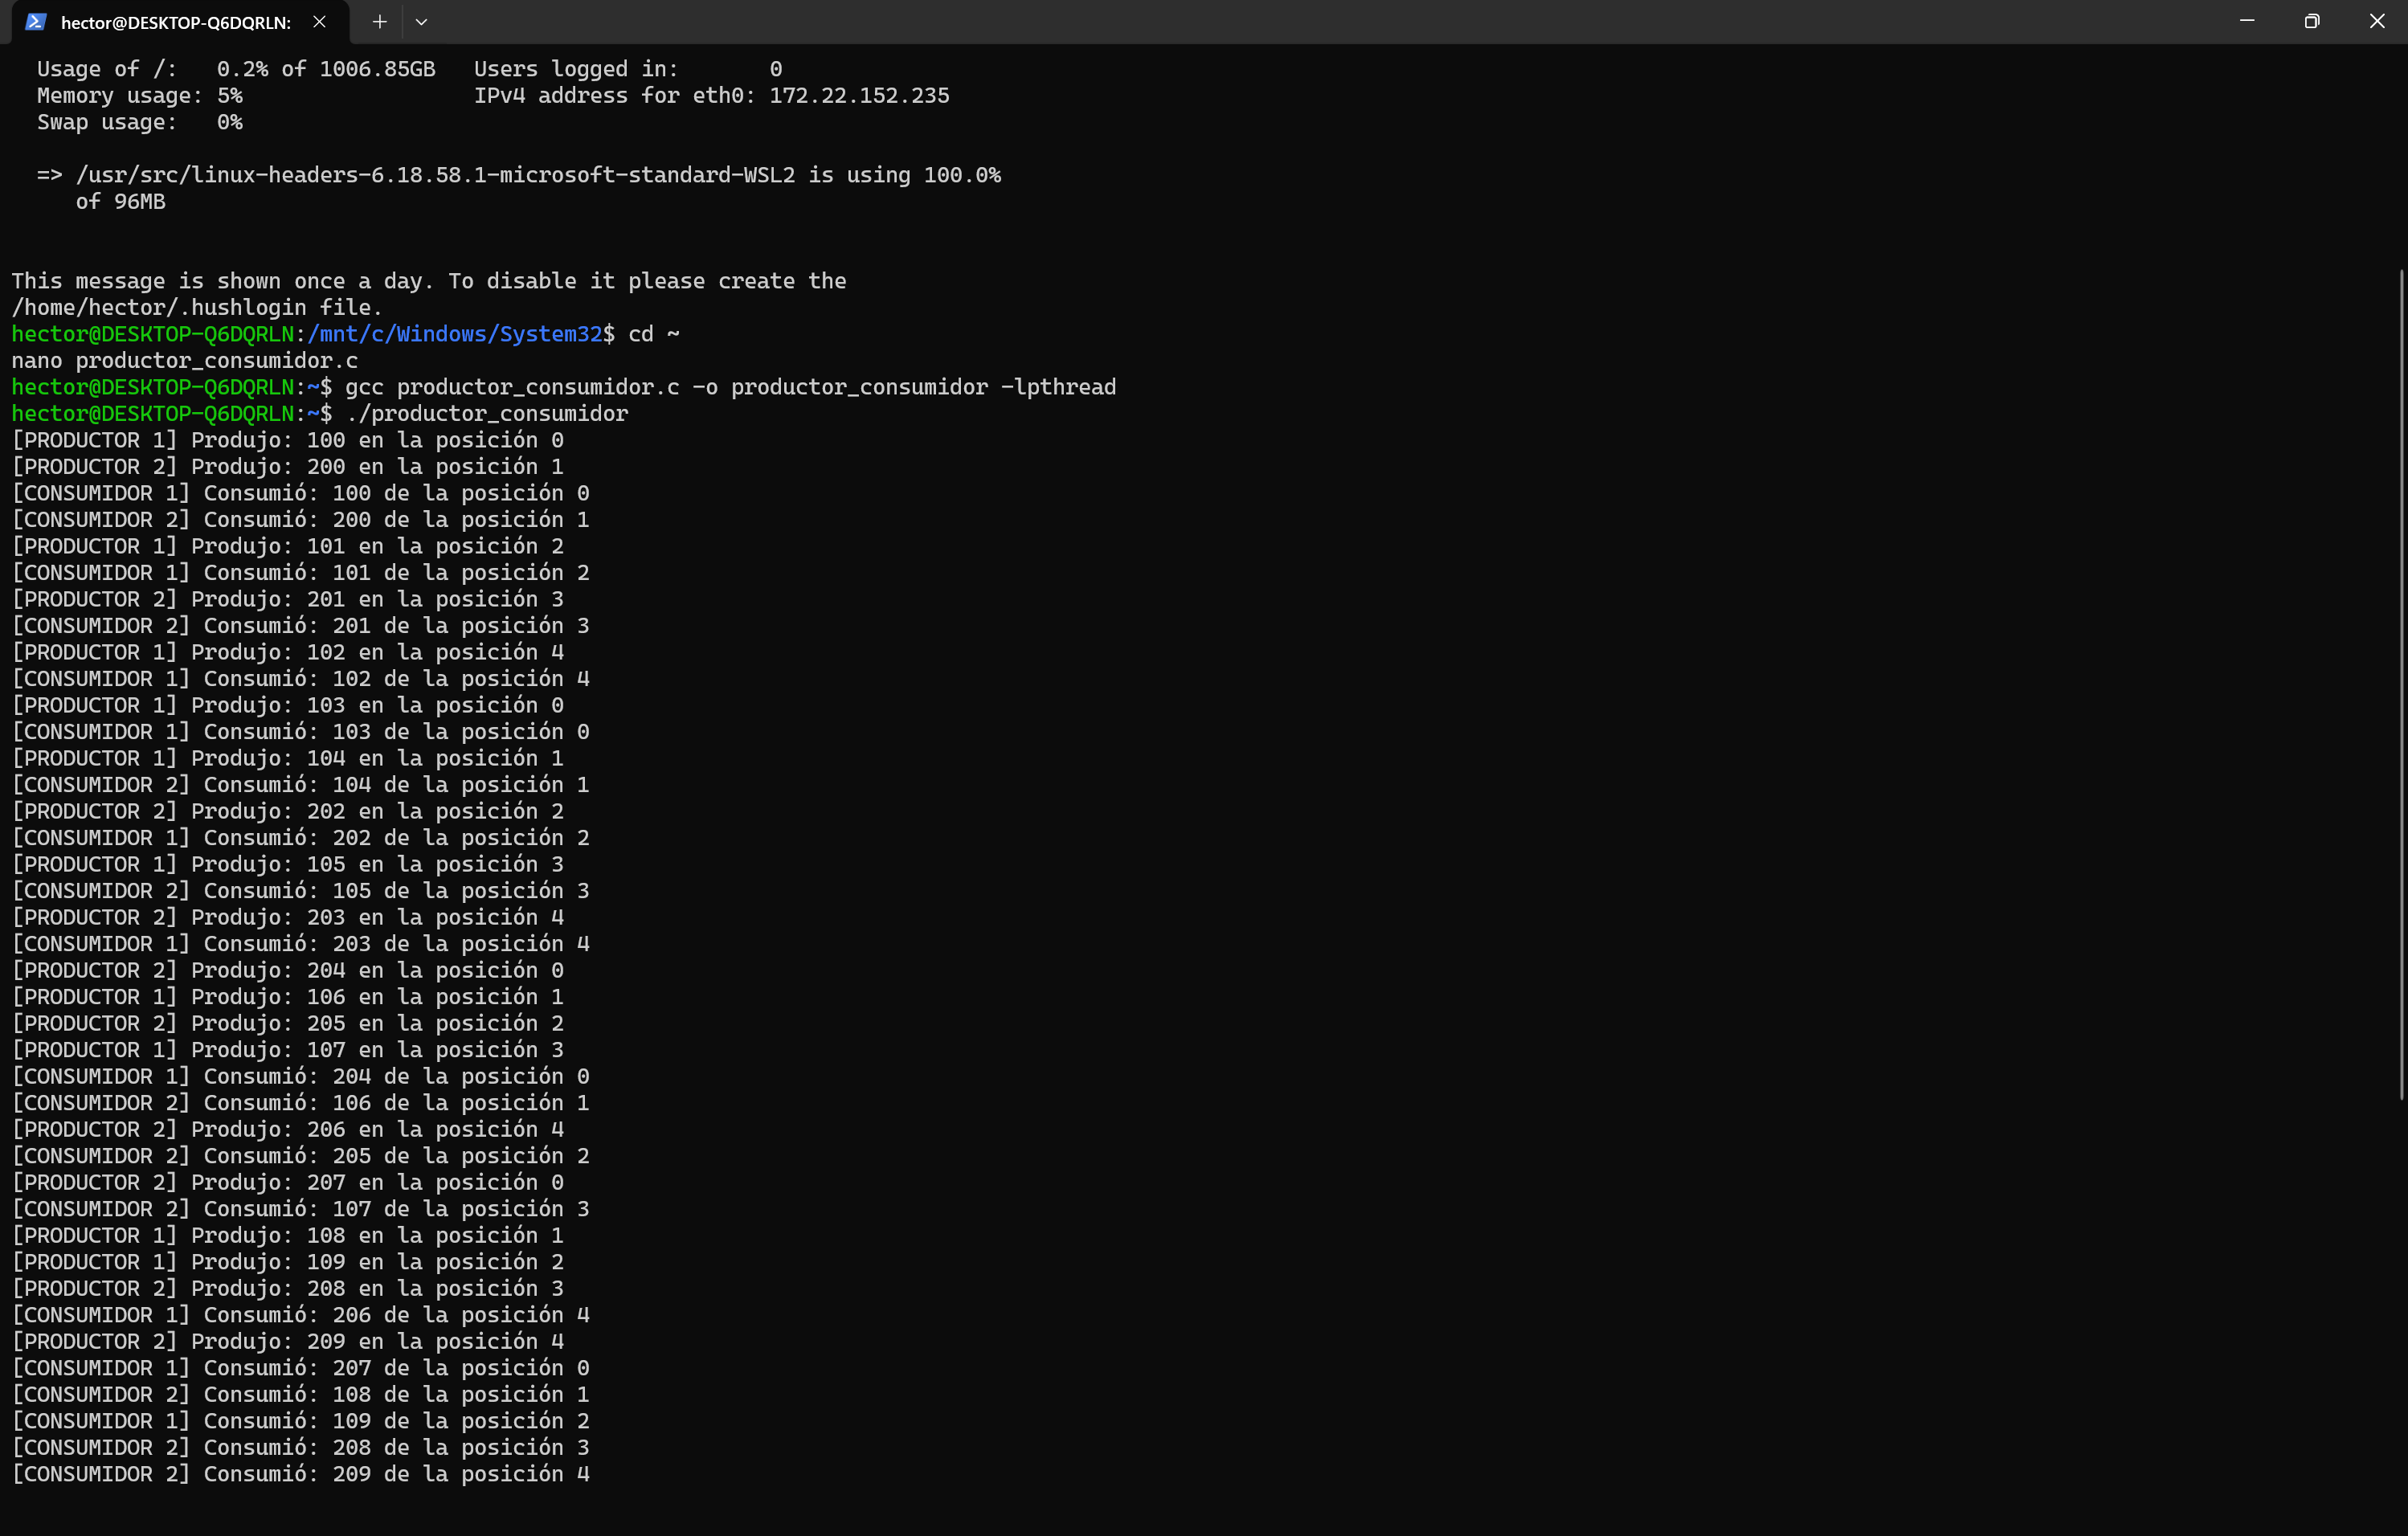 hector@DESKTOP-Q6DQRLN:
Usage of /:   0.2% of 1006.85GB   Users logged in:       0
Memory usage: 5%                  IPv4 address for eth0: 172.22.152.235
Swap usage:   0%
=> /usr/src/linux-headers-6.18.58.1-microsoft-standard-WSL2 is using 100.0%
of 96MB
This message is shown once a day. To disable it please create the
/home/hector/.hushlogin file.
hector@DESKTOP-Q6DQRLN:/mnt/c/Windows/System32$ cd ~
nano productor_consumidor.c
hector@DESKTOP-Q6DQRLN:~$ gcc productor_consumidor.c -o productor_consumidor -lpthread
hector@DESKTOP-Q6DQRLN:~$ ./productor_consumidor
[PRODUCTOR 1] Produjo: 100 en la posición 0
[PRODUCTOR 2] Produjo: 200 en la posición 1
[CONSUMIDOR 1] Consumió: 100 de la posición 0
[CONSUMIDOR 2] Consumió: 200 de la posición 1
[PRODUCTOR 1] Produjo: 101 en la posición 2
[CONSUMIDOR 1] Consumió: 101 de la posición 2
[PRODUCTOR 2] Produjo: 201 en la posición 3
[CONSUMIDOR 2] Consumió: 201 de la posición 3
[PRODUCTOR 1] Produjo: 102 en la posición 4
[CONSUMIDOR 1] Consumió: 102 de la posición 4
[PRODUCTOR 1] Produjo: 103 en la posición 0
[CONSUMIDOR 1] Consumió: 103 de la posición 0
[PRODUCTOR 1] Produjo: 104 en la posición 1
[CONSUMIDOR 2] Consumió: 104 de la posición 1
[PRODUCTOR 2] Produjo: 202 en la posición 2
[CONSUMIDOR 1] Consumió: 202 de la posición 2
[PRODUCTOR 1] Produjo: 105 en la posición 3
[CONSUMIDOR 2] Consumió: 105 de la posición 3
[PRODUCTOR 2] Produjo: 203 en la posición 4
[CONSUMIDOR 1] Consumió: 203 de la posición 4
[PRODUCTOR 2] Produjo: 204 en la posición 0
[PRODUCTOR 1] Produjo: 106 en la posición 1
[PRODUCTOR 2] Produjo: 205 en la posición 2
[PRODUCTOR 1] Produjo: 107 en la posición 3
[CONSUMIDOR 1] Consumió: 204 de la posición 0
[CONSUMIDOR 2] Consumió: 106 de la posición 1
[PRODUCTOR 2] Produjo: 206 en la posición 4
[CONSUMIDOR 2] Consumió: 205 de la posición 2
[PRODUCTOR 2] Produjo: 207 en la posición 0
[CONSUMIDOR 2] Consumió: 107 de la posición 3
[PRODUCTOR 1] Produjo: 108 en la posición 1
[PRODUCTOR 1] Produjo: 109 en la posición 2
[PRODUCTOR 2] Produjo: 208 en la posición 3
[CONSUMIDOR 1] Consumió: 206 de la posición 4
[PRODUCTOR 2] Produjo: 209 en la posición 4
[CONSUMIDOR 1] Consumió: 207 de la posición 0
[CONSUMIDOR 2] Consumió: 108 de la posición 1
[CONSUMIDOR 1] Consumió: 109 de la posición 2
[CONSUMIDOR 2] Consumió: 208 de la posición 3
[CONSUMIDOR 2] Consumió: 209 de la posición 4